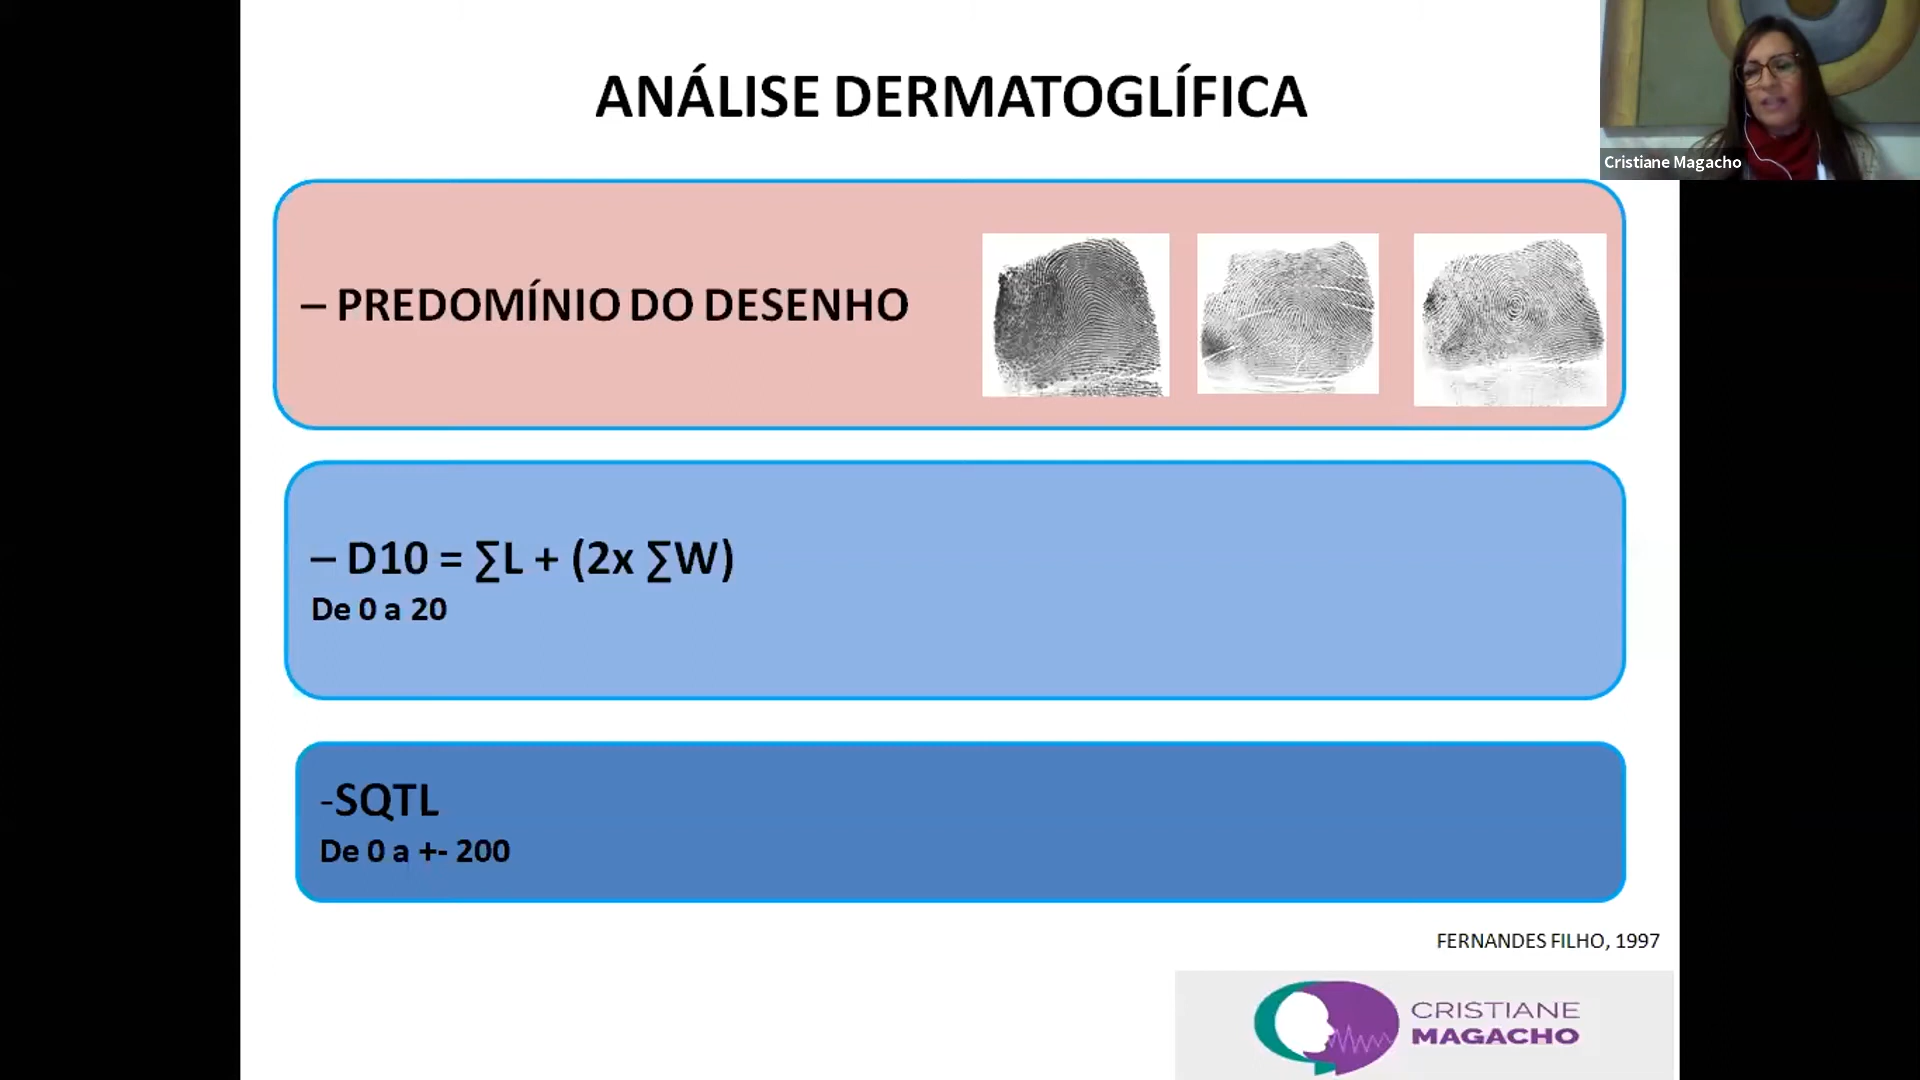 ANÁLISE DERMATOGLÍFICA
Cristiane Magacho
– PREDOMÍNIO DO DESENHO
– D10 = ∑L + (2x ∑W)
De 0 a 20
-SQTL
De 0 a +- 200
FERNANDES FILHO, 1997
CRISTIANE
MAGACHO